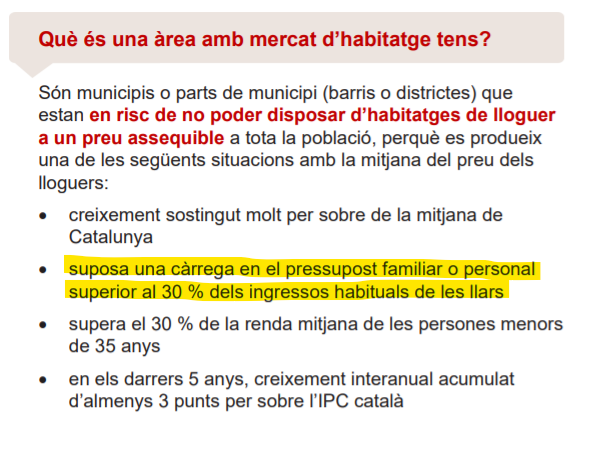 Què és una àrea amb mercat d’habitatge tens?
Són municipis o parts de municipi (barris o districtes) que
estan en risc de no poder disposar d’habitatges de lloguer
a un preu assequible a tota la població, perquè es produeix
una de les següents situacions amb la mitjana del preu dels
lloguers:
• creixement sostingut molt per sobre de la mitjana de
Catalunya
• suposa una càrrega en el pressupost familiar o personal
superior al 30 % dels ingressos habituals de les llars
• supera el 30 % de la renda mitjana de les persones menors
de 35 anys
• en els darrers 5 anys, creixement interanual acumulat
d’almenys 3 punts per sobre l’IPC català